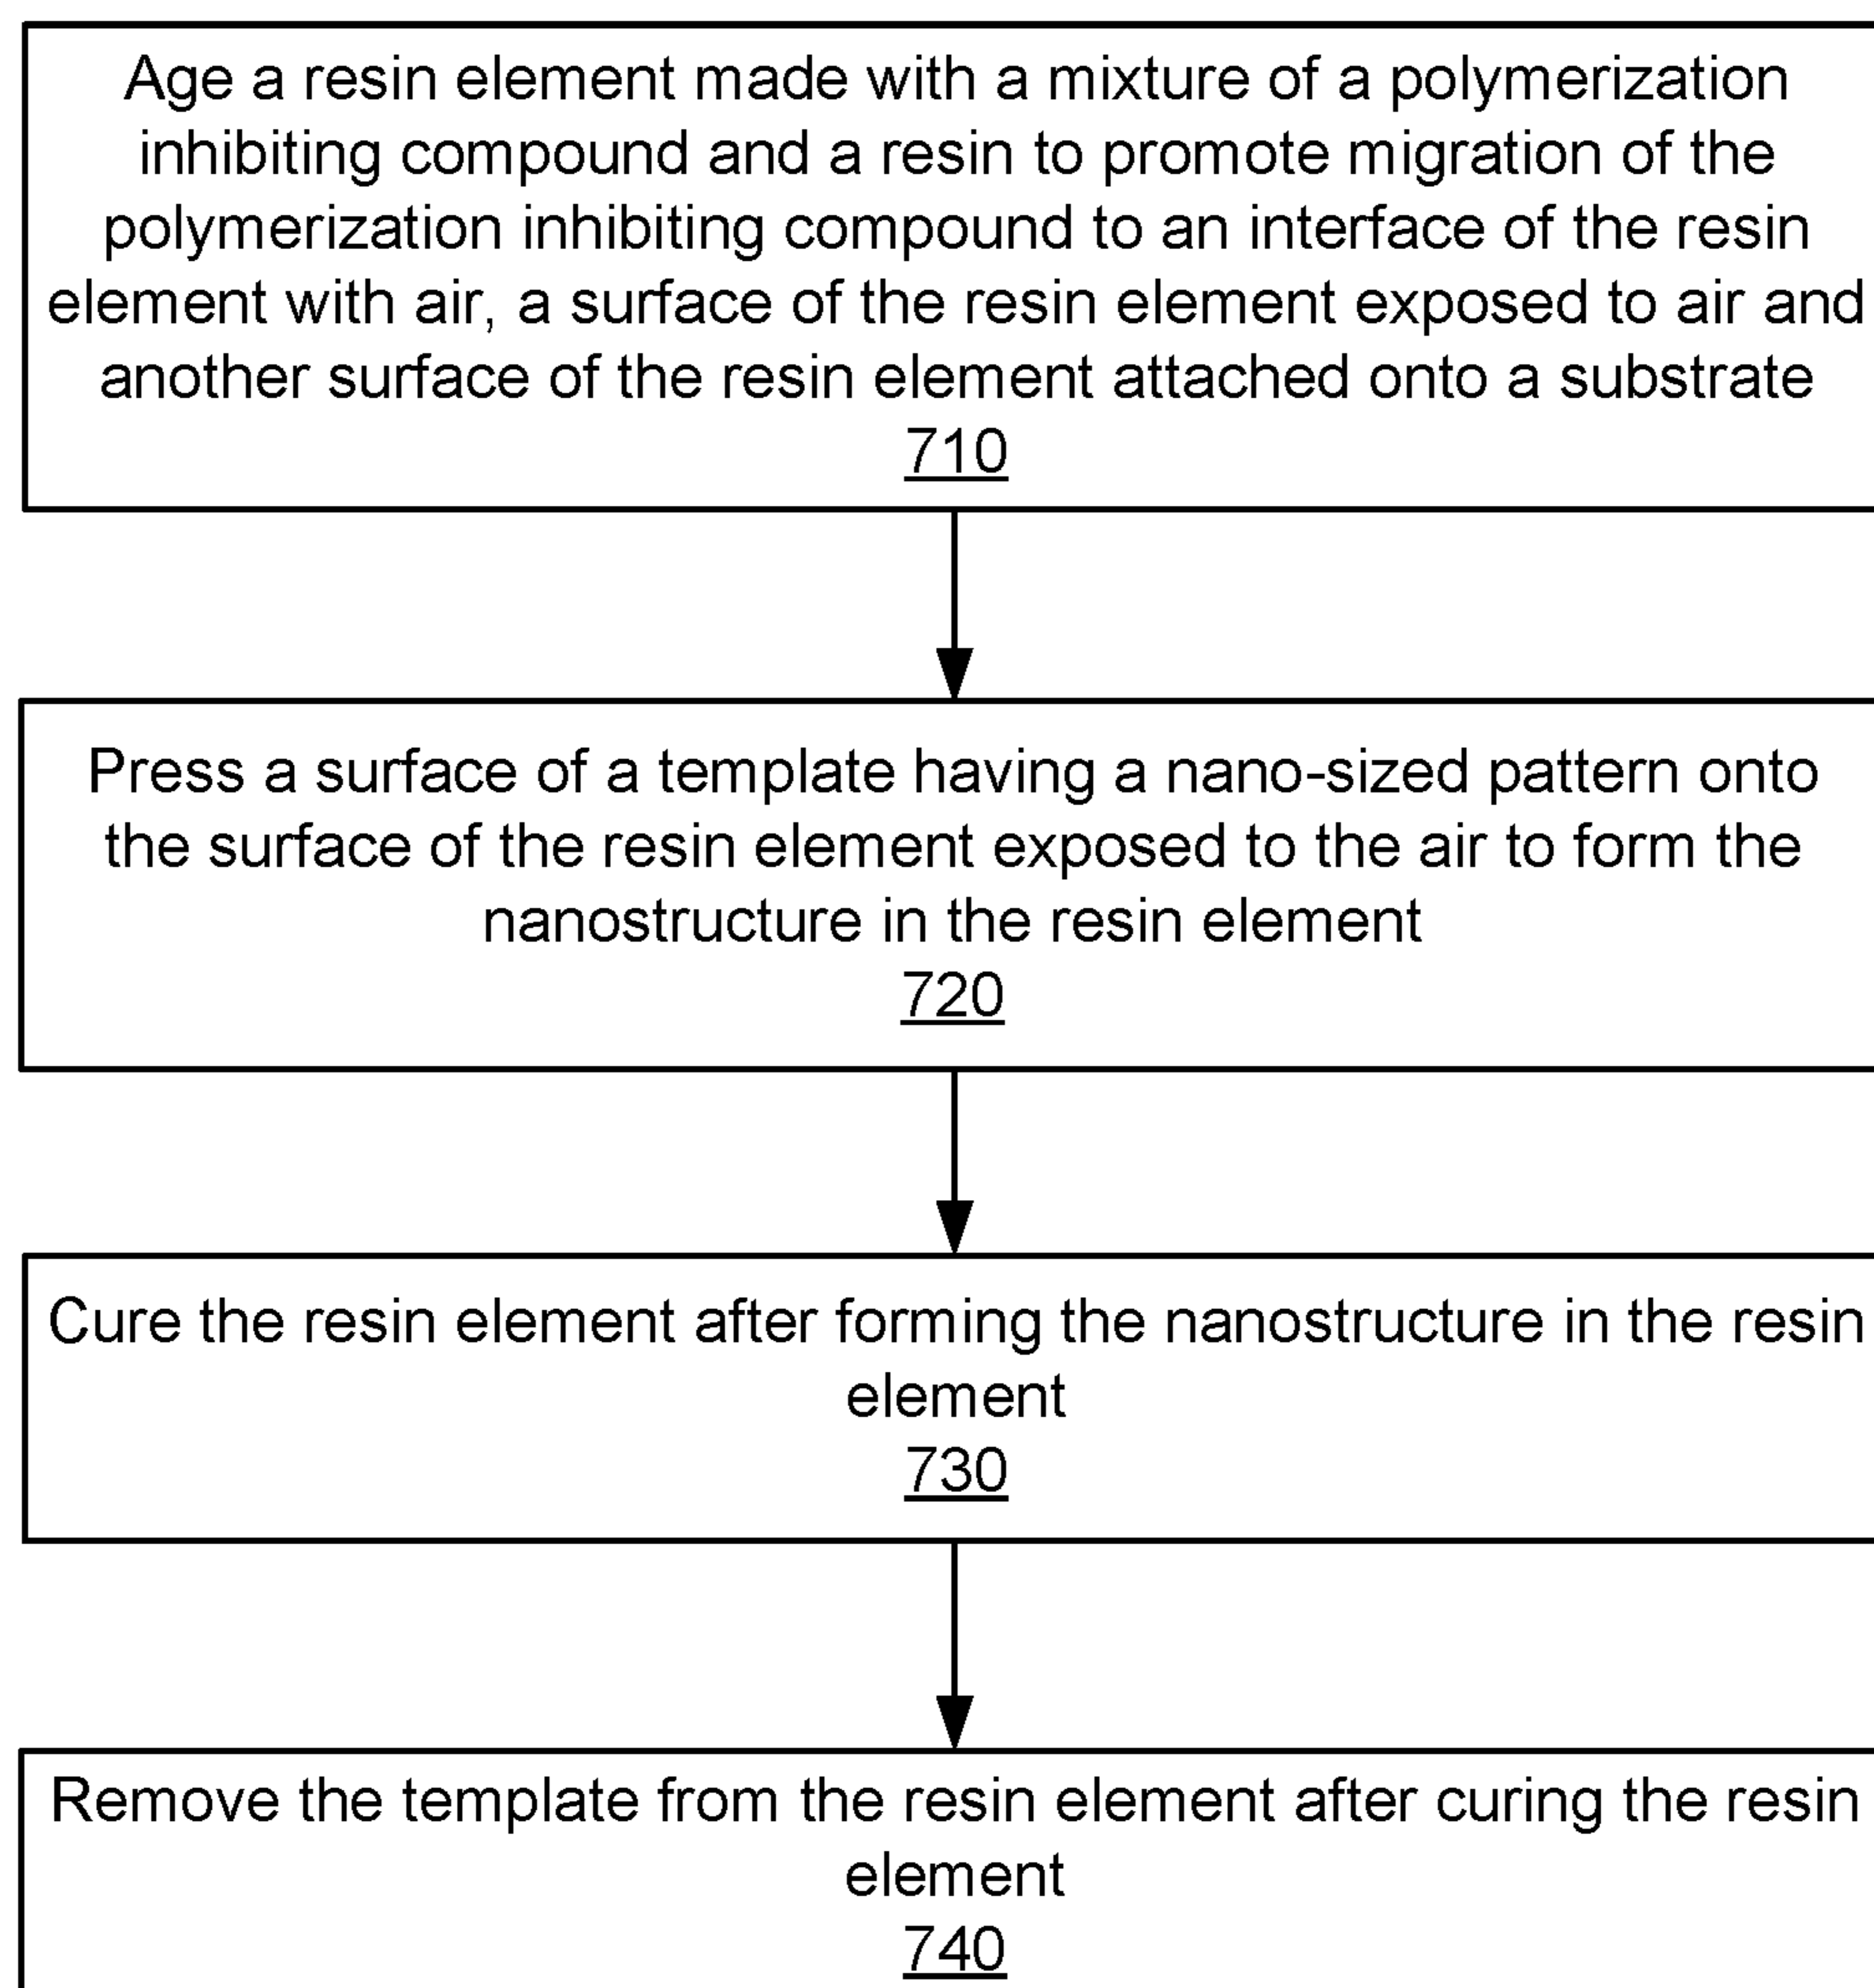 Age a resin element made with a mixture of a polymerization
inhibiting compound and a resin to promote migration of the
polymerization inhibiting compound to an interface of the resin
element with air, a surface of the resin element exposed to air and
another surface of the resin element attached onto a substrate
710
Press a surface of a template having a nano-sized pattern onto
the surface of the resin element exposed to the air to form the
nanostructure in the resin element
720
Cure the resin element after forming the nanostructure in the resin
element
730
Remove the template from the resin element after curing the resin
element
740